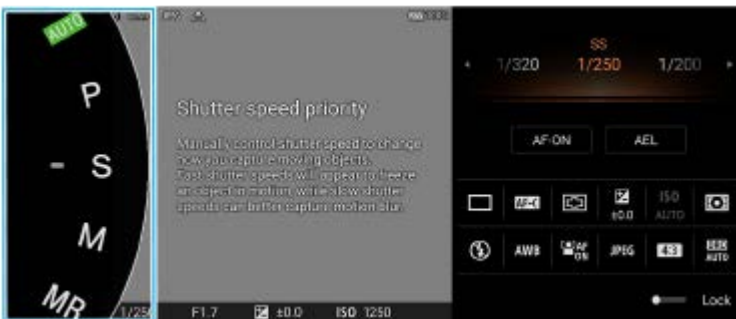 AUTO
P
- S
M
MR
Shutter speed priority
Manually control shutter speed to change
how you capture moving objects.
Fast shutter speeds will appear to freeze
an object in motion, while slow shutter
speeds can better capture motion blur.
1/250
F1.7
±0.0
ISO 1250
SS
1/320
1/250
1/200
AF-ON
AEL
AF-C
±0.0
ISO
AUTO
AWB
AF
ON
JPEG
4:3
AUTO
Lock